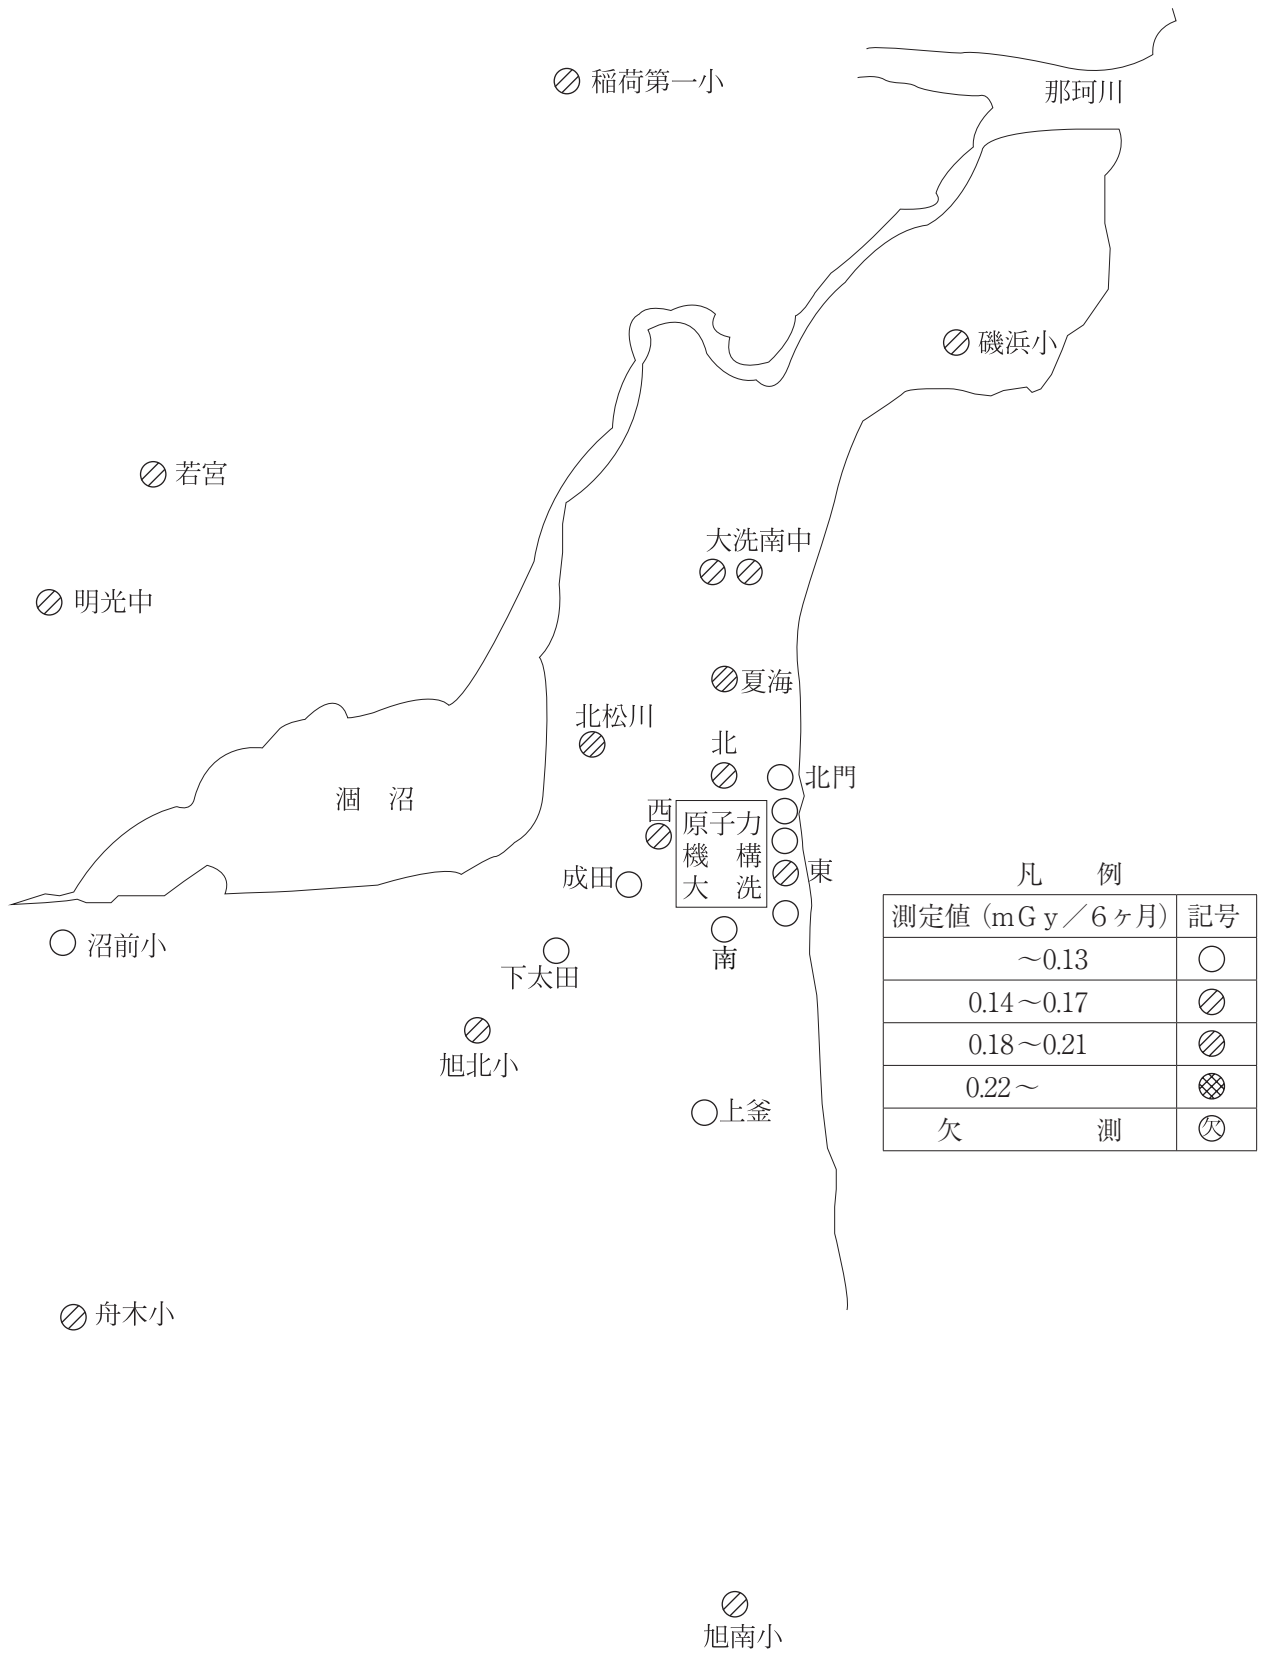 稲荷第一小
那珂川
磯浜小
若宮
大洗南中
明光中
夏海
北松川
北
北門
涸 沼
西
原子力
機 構
大 洗
東
成田
南
沼前小
下太田
旭北小
上釜
凡 例
測定値(mGy/6ヶ月) 記号
~0.13
0.14~0.17
0.18~0.21
0.22~
欠 測 欠
舟木小
旭南小